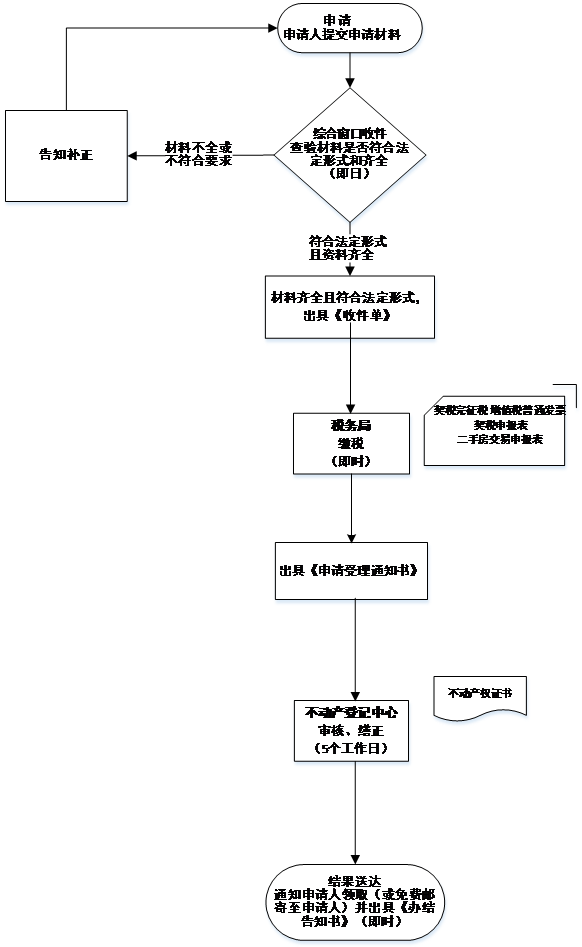 申请
申请人提交申请材料
综合窗口收件
查验材料是否符合法
定形式和齐全
（即日）
材料不全或
不符合要求
告知补正
符合法定形式
且资料齐全
材料齐全且符合法定形式，
出具《收件单》
税务局
缴税
（即时）
契税完征税 增值税普通发票
契税申报表
二手房交易申报表
出具《申请受理通知书》
不动产登记中心
审核、缮证
（5个工作日）
不动产权证书
结果送达
通知申请人领取（或免费邮
寄至申请人）并出具《办结
告知书》（即时）